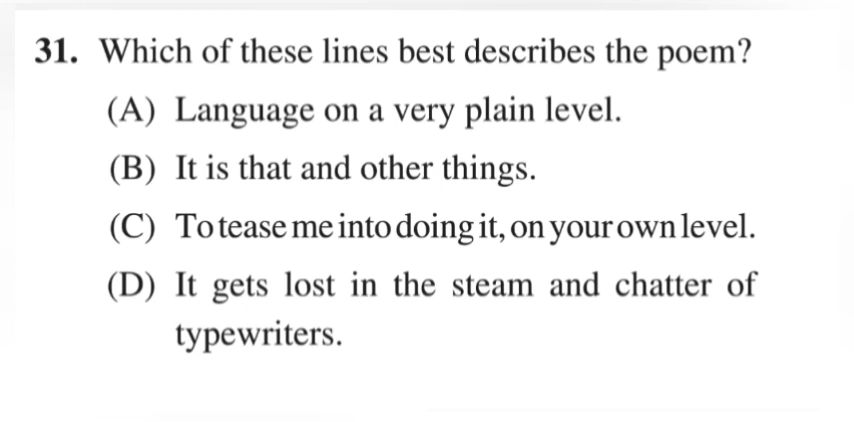 31. Which of these lines best describes the poem?
(A) Language on a very plain level.
(B) It is that and other things.
(C) To tease me into doing it, on your own level.
(D) It gets lost in the steam and chatter of
typewriters.